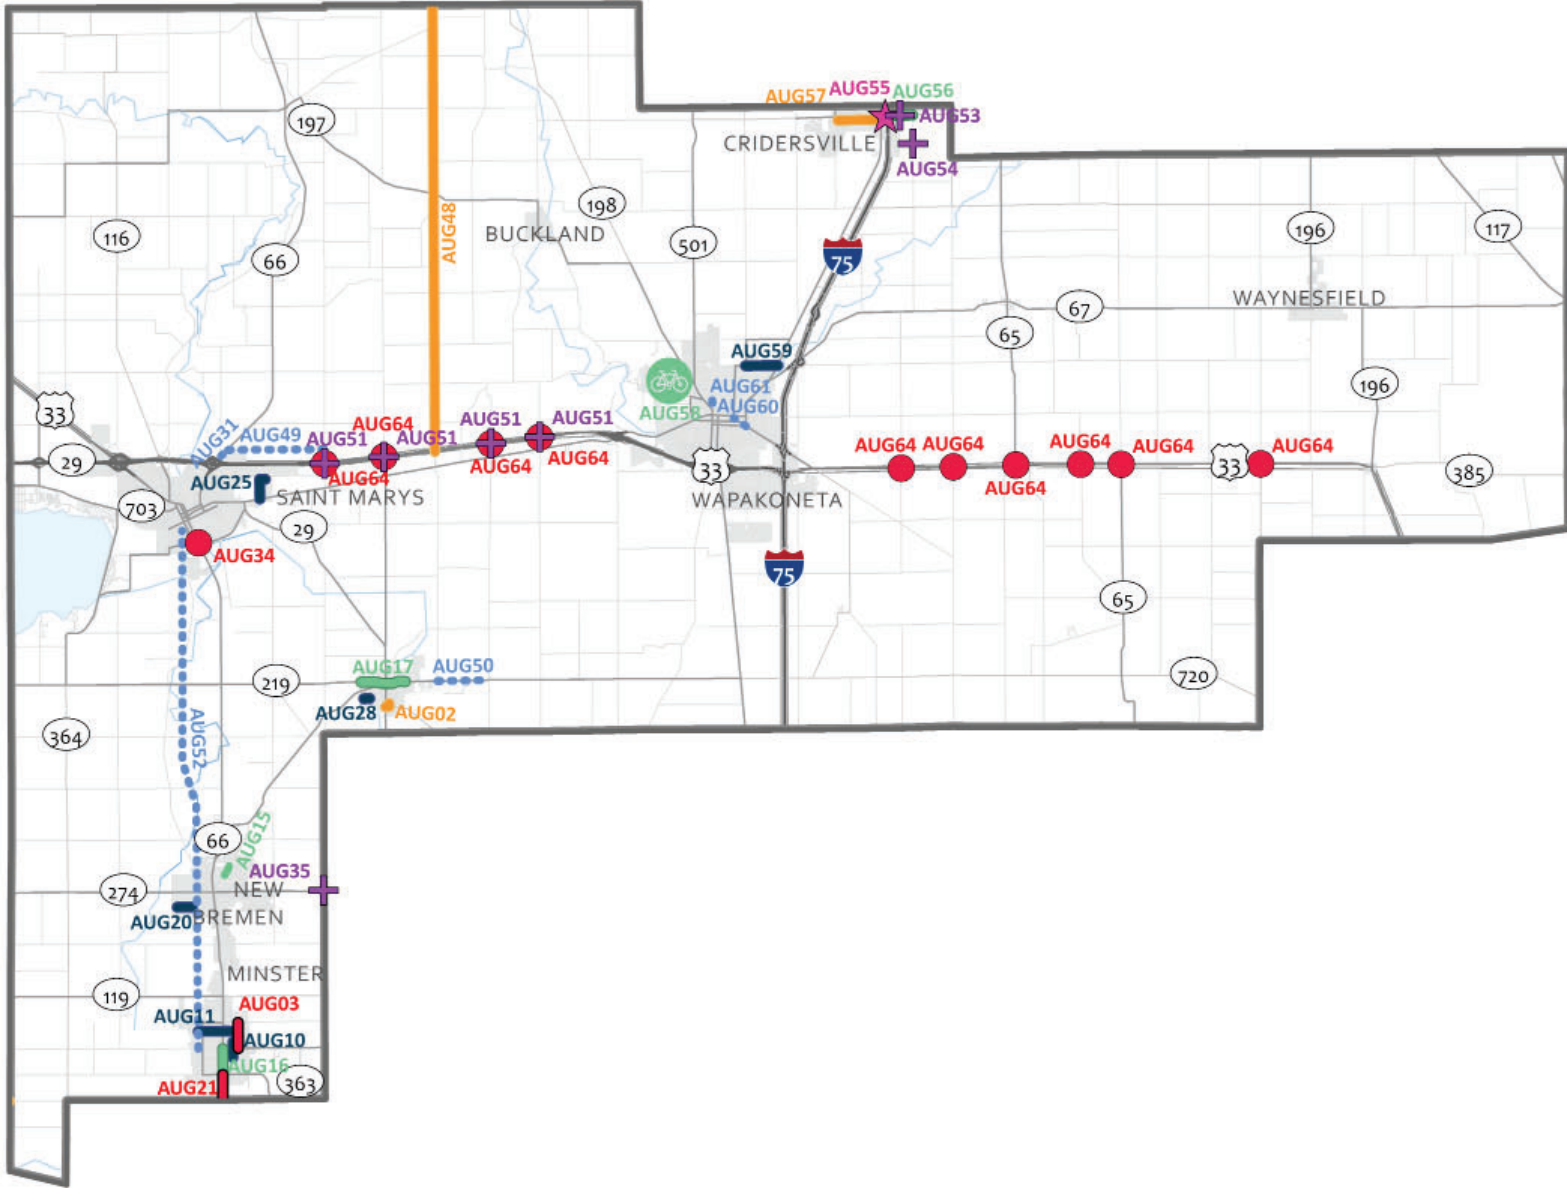 AUG55
AUG56
AUG57
AUG53
197
CRIDERSVILLE
AUG54
198
AUG48
116
BUCKLAND
501
196
117
66
75
WAYNESFIELD
67
65
AUG59
AUG61
196
33
AUG58
AUG60
AUG31
AUG49
AUG64
AUG51
AUG51
AUG51
AUG51
AUG64
AUG64
AUG64
AUG64
AUG64
29
AUG64
AUG64
AUG64
33
33
385
AUG25
SAINT MARYS
AUG64
WAPAKONETA
703
29
AUG34
75
65
AUG17
AUG50
219
720
AUG28
AUG02
364
AUG52
66
AUG15
AUG35
274
NEW
BREMEN
AUG20
MINSTER
119
AUG03
AUG11
AUG10
AUG16
AUG21
363